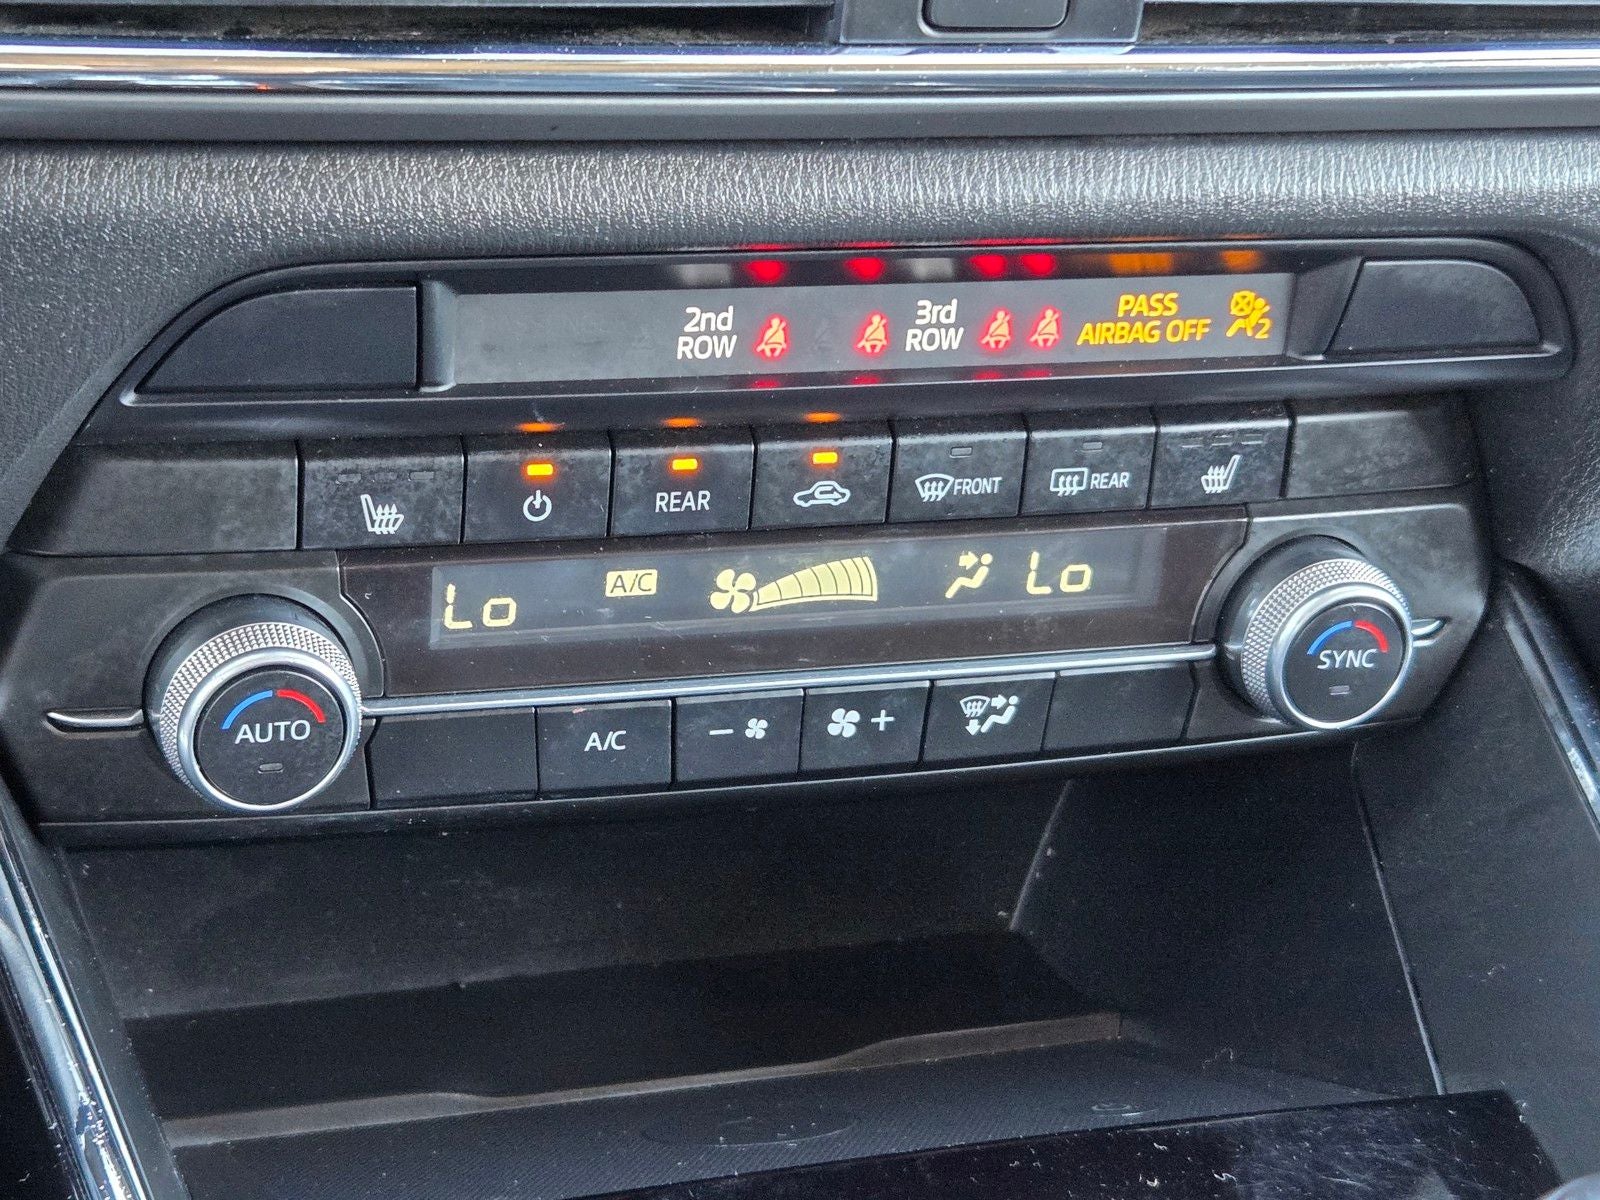 2nd
ROW
3rd
ROW
PASS
AIRBAG OFF
2
REAR
FRONT
REAR
Lo
A/C
Lo
AUTO
A/C
-
+
SYNC